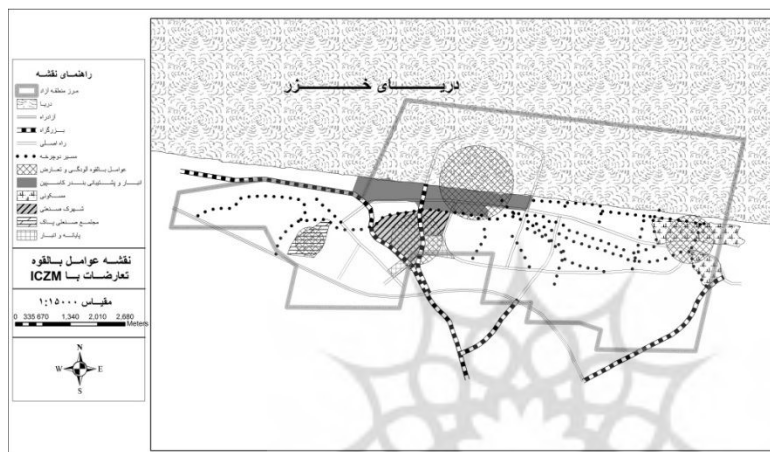 دریای خزر
راهنمای نقشه
مرز منطقه آزاد
دریا
آزادراه
بزرگراه
راه اصلی
مسیر دوچرخه
عوامل بالقوه آلودگی و تعارض
انبار و پشتیبانی بندر کاسپین
مسکونی
شهرک صنعتی
مجتمع صنعتی پاک
پایانه و انبار
نقشه عوامل بالقوه
تعارضات با ICZM
مقیاس ۱:۱۵۰۰۰
0 335 670 1,340 2,010 2,680
Meters
N
W E
S